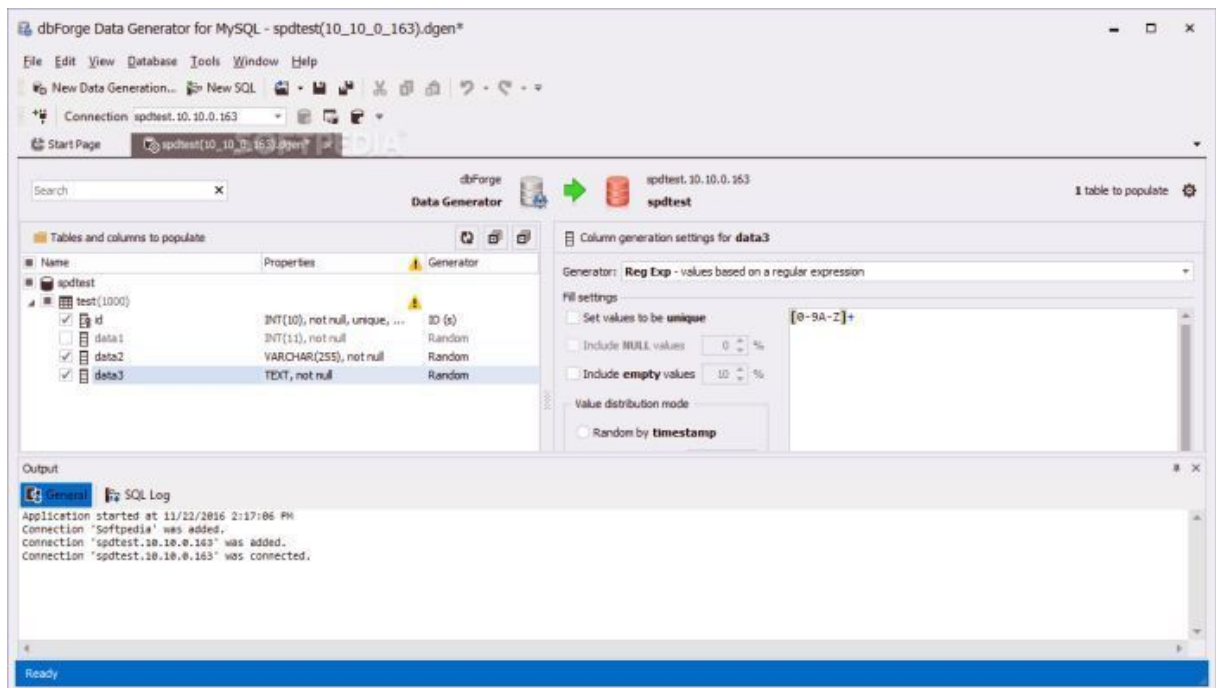 dbForge Data Generator for MySQL - spdtest(10_10_0_163).dgen*
File Edit View Database Tools Window Help
New Data Generation... New SQL
Connection spdtest.10.10.0.163
Start Page spdtest(10_10_0_163).dgen*
SOFTPEDIA
Search
dbForge
Data Generator
spdtest.10.10.0.163
spdtest
1 table to populate
Tables and columns to populate
Name Properties Generator
spdtest
test(1000)
id INT(10), not null, unique, ... ID (s)
data1 INT(11), not null Random
data2 VARCHAR(255), not null Random
data3 TEXT, not null Random
Column generation settings for data3
Generator: Reg Exp - values based on a regular expression
Fill settings
Set values to be unique
Include NULL values 0 %
Include empty values 10 %
Value distribution mode
Random by timestamp
[0-9A-Z]+
Output
General SQL Log
Application started at 11/22/2016 2:17:06 PM
Connection 'Softpedia' was added.
Connection 'spdtest.10.10.0.163' was added.
Connection 'spdtest.10.10.0.163' was connected.
Ready